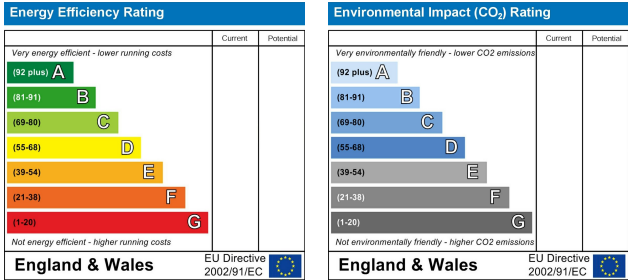 Energy Efficiency Rating
Current Potential
Very energy efficient - lower running costs
(92 plus) A
(81-91) B
(69-80) C
(55-68) D
(39-54) E
(21-38) F
(1-20) G
Not energy efficient - higher running costs
England & Wales
EU Directive
2002/91/EC
Environmental Impact (CO₂) Rating
Current Potential
Very environmentally friendly - lower CO2 emissions
(92 plus) A
(81-91) B
(69-80) C
(55-68) D
(39-54) E
(21-38) F
(1-20) G
Not environmentally friendly - higher CO2 emissions
England & Wales
EU Directive
2002/91/EC